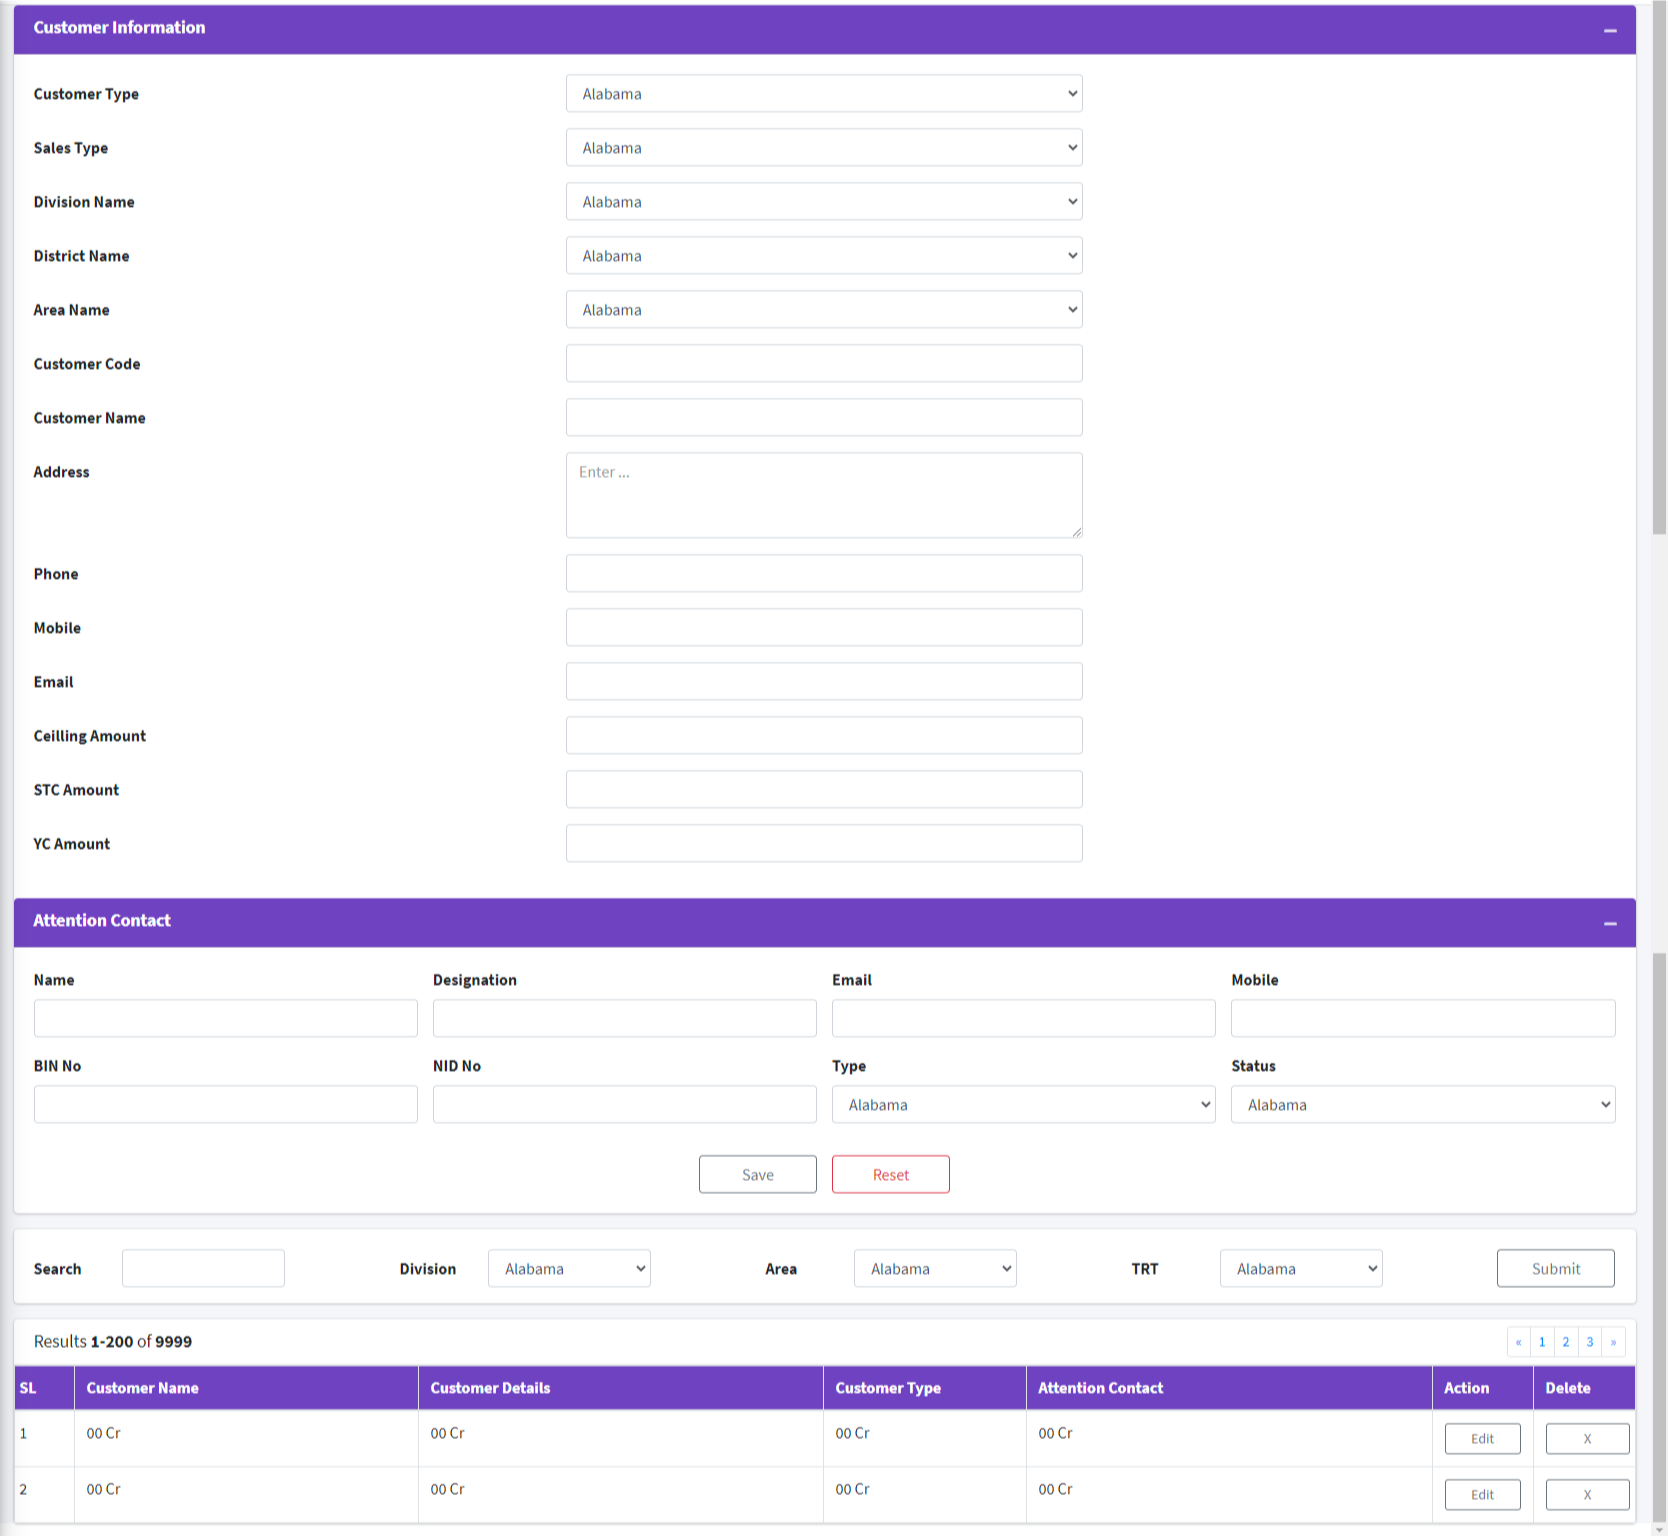 Customer Information
Customer Type Alabama
Sales Type Alabama
Division Name Alabama
District Name Alabama
Area Name Alabama
Customer Code
Customer Name
Address Enter ...
Phone
Mobile
Email
Ceilling Amount
STC Amount
YC Amount
Attention Contact
Name Designation Email Mobile
BIN No NID No Type Status
Alabama Alabama
Save Reset
Search Division Alabama Area Alabama TRT Alabama Submit
Results 1-200 of 9999 « 1 2 3 »
SL Customer Name Customer Details Customer Type Attention Contact Action Delete
1 00 Cr 00 Cr 00 Cr 00 Cr Edit X
2 00 Cr 00 Cr 00 Cr 00 Cr Edit X